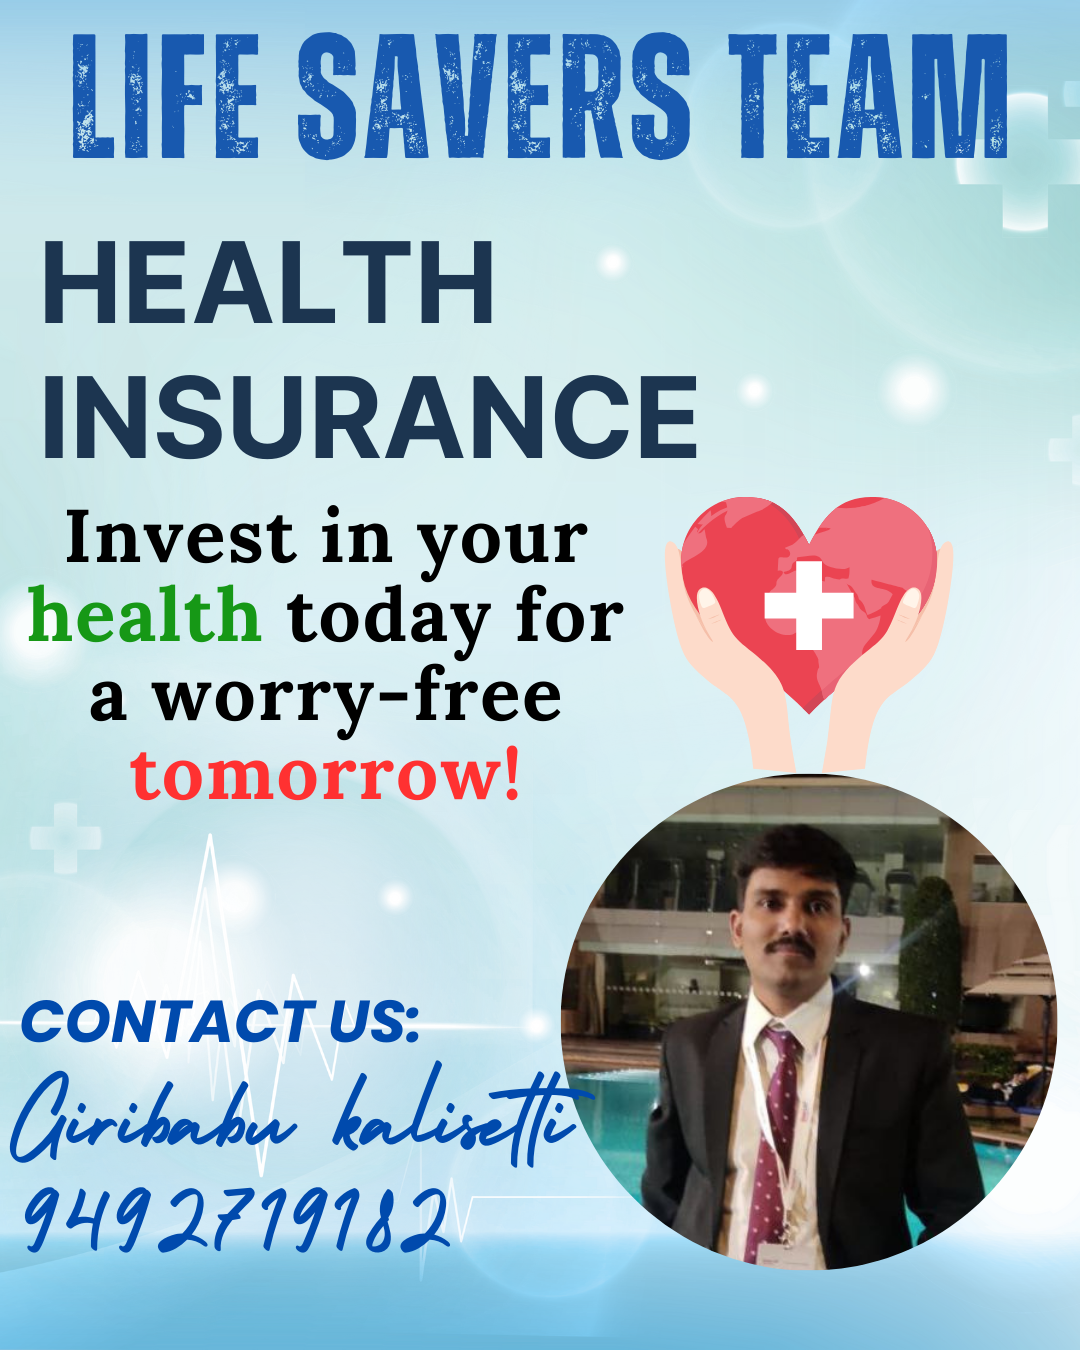 LIFE SAVERS TEAM
HEALTH
INSURANCE
Invest in your
health today for
a worry-free
tomorrow!
CONTACT US:
Giribabu kalisetti
9492719182